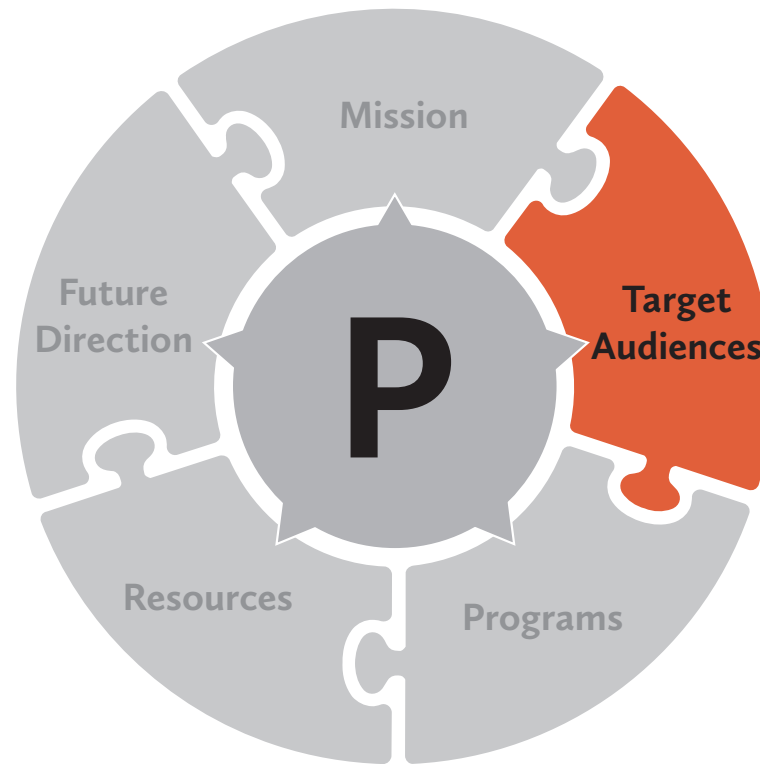 Mission
Target
Audiences
Programs
Resources
Future
Direction
P